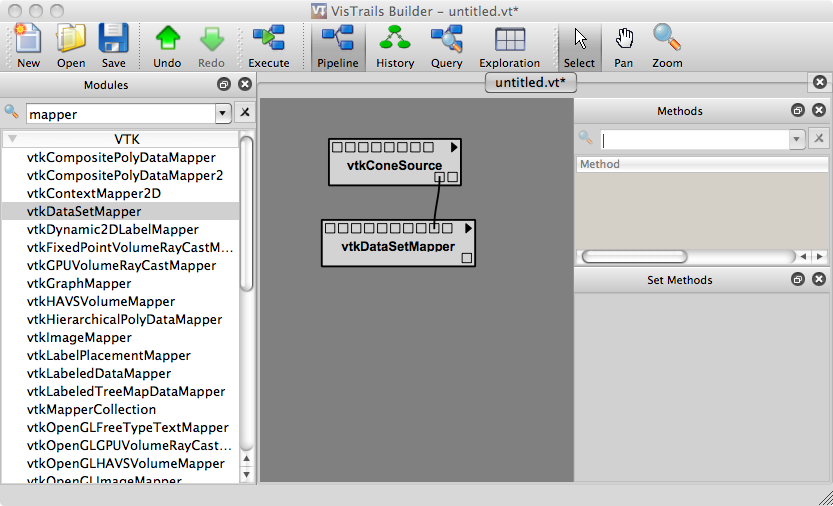 VT VisTrails Builder – untitled.vt*
New Open Save Undo Redo Execute Pipeline History Query Exploration Select Pan Zoom
Modules
untitled.vt*
mapper
VTK
vtkCompositePolyDataMapper
vtkCompositePolyDataMapper2
vtkContextMapper2D
vtkDataSetMapper
vtkDynamic2DLabelMapper
vtkFixedPointVolumeRayCastM...
vtkGPUVolumeRayCastMapper
vtkGraphMapper
vtkHAVSVolumeMapper
vtkHierarchicalPolyDataMapper
vtkImageMapper
vtkLabelPlacementMapper
vtkLabeledDataMapper
vtkLabeledTreeMapDataMapper
vtkMapperCollection
vtkOpenGLFreeTypeTextMapper
vtkOpenGLGPUVolumeRayCast...
vtkOpenGLHAVSVolumeMapper
vtkOpenGLImageMapper
vtkConeSource
vtkDataSetMapper
Methods
Method
Set Methods